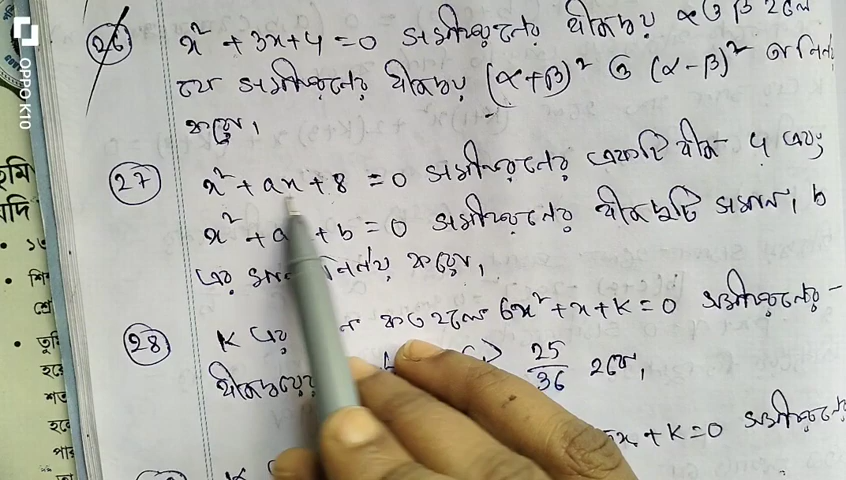 26 x² + 3x + 4 = 0 সমীকরণের বীজদ্বয় α ও β হলে
যে সমীকরণের বীজদ্বয় (α+β)² ও (α-β)² তা নির্ণয়
করো।
27 x² + ax + 8 = 0 সমীকরণের একটি বীজ 4 এবং
x² + a + b = 0 সমীকরণের বীজদুটি সমান। b
এর মান নির্ণয় করো।
28 K এর কত হলে 6x² + x + K = 0 সমীকরণের -
বীজদ্বয়ের 25/36 হবে,
x + K = 0 সমীকরণের
K
OPPO K10